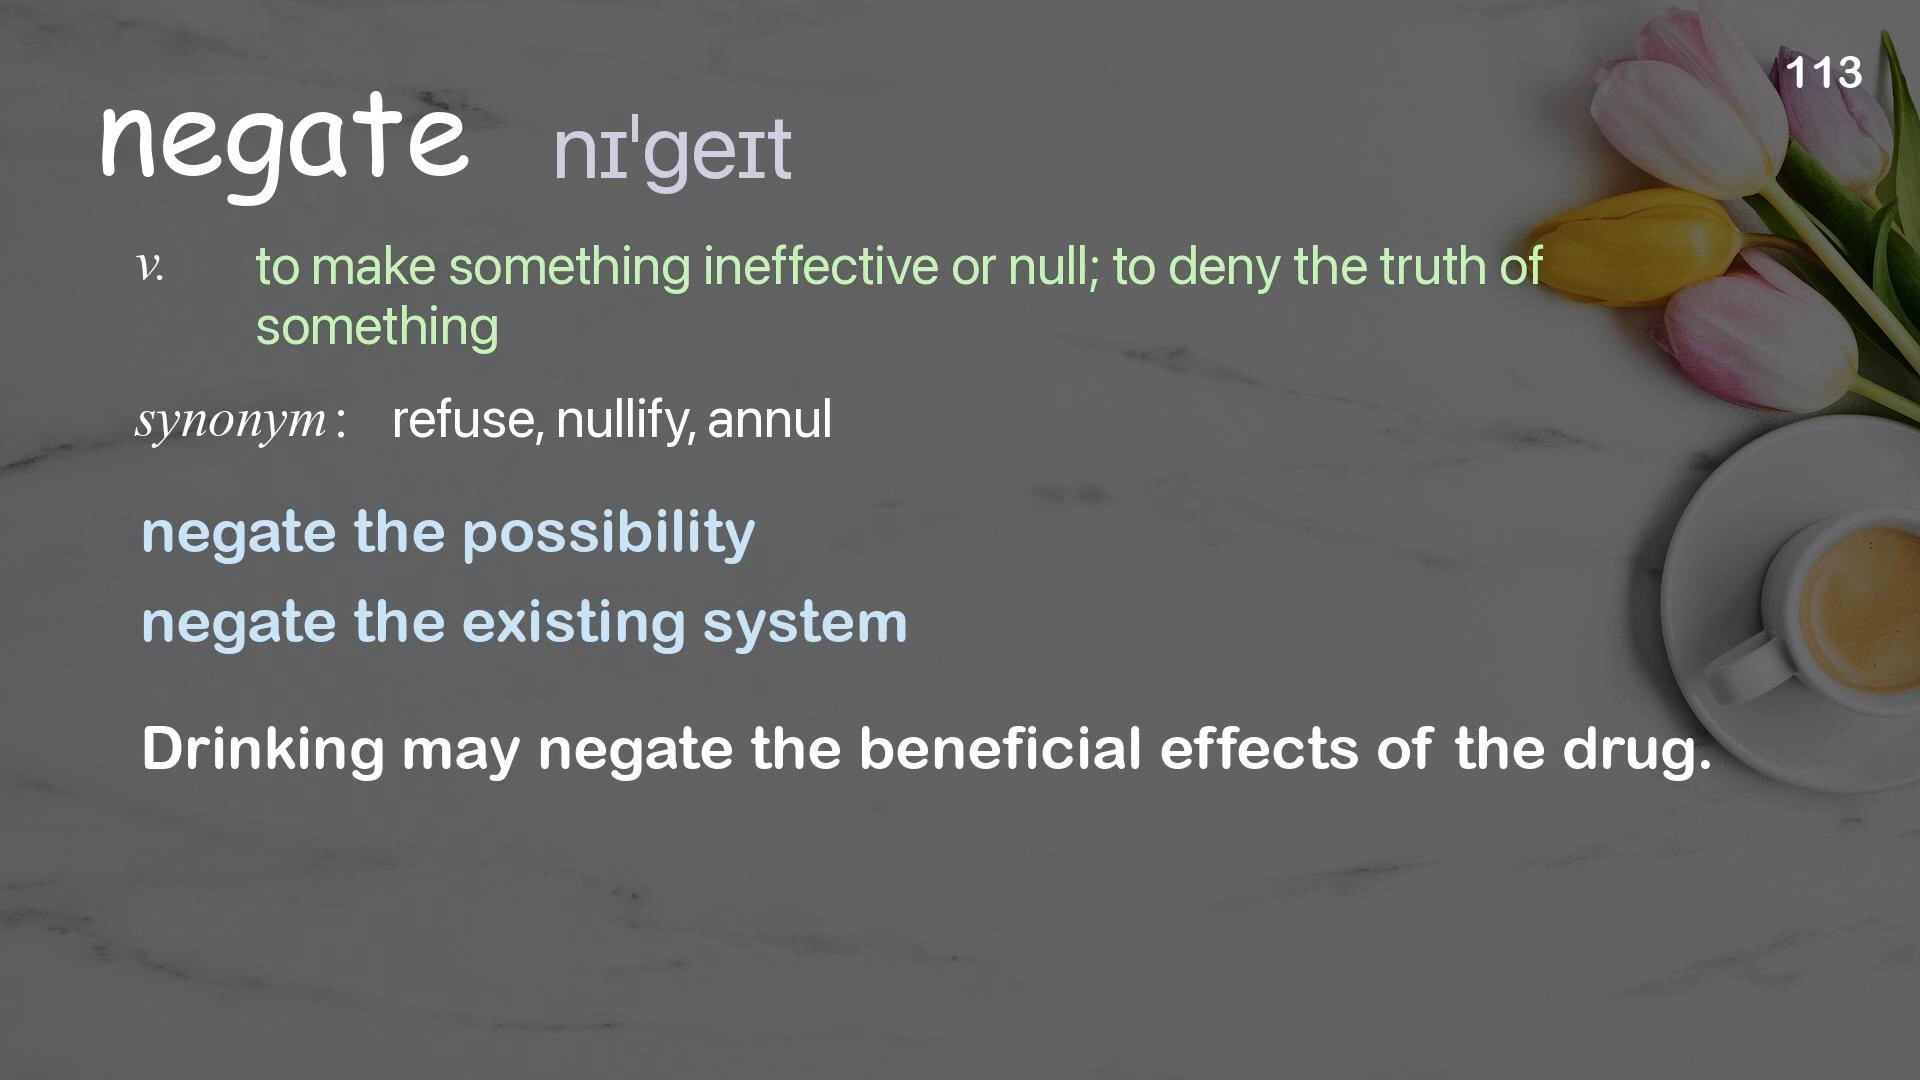 113
negate nɪˈgeɪt
v. to make something ineffective or null; to deny the truth of
something
synonym : refuse, nullify, annul
negate the possibility
negate the existing system
Drinking may negate the beneficial effects of the drug.